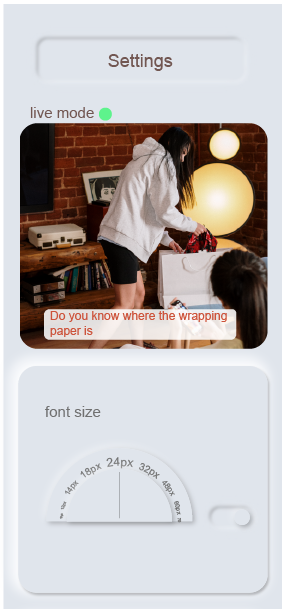 Settings
live mode
Do you know where the wrapping
paper is
font size
14px 18px 24px 32px 48px 60px